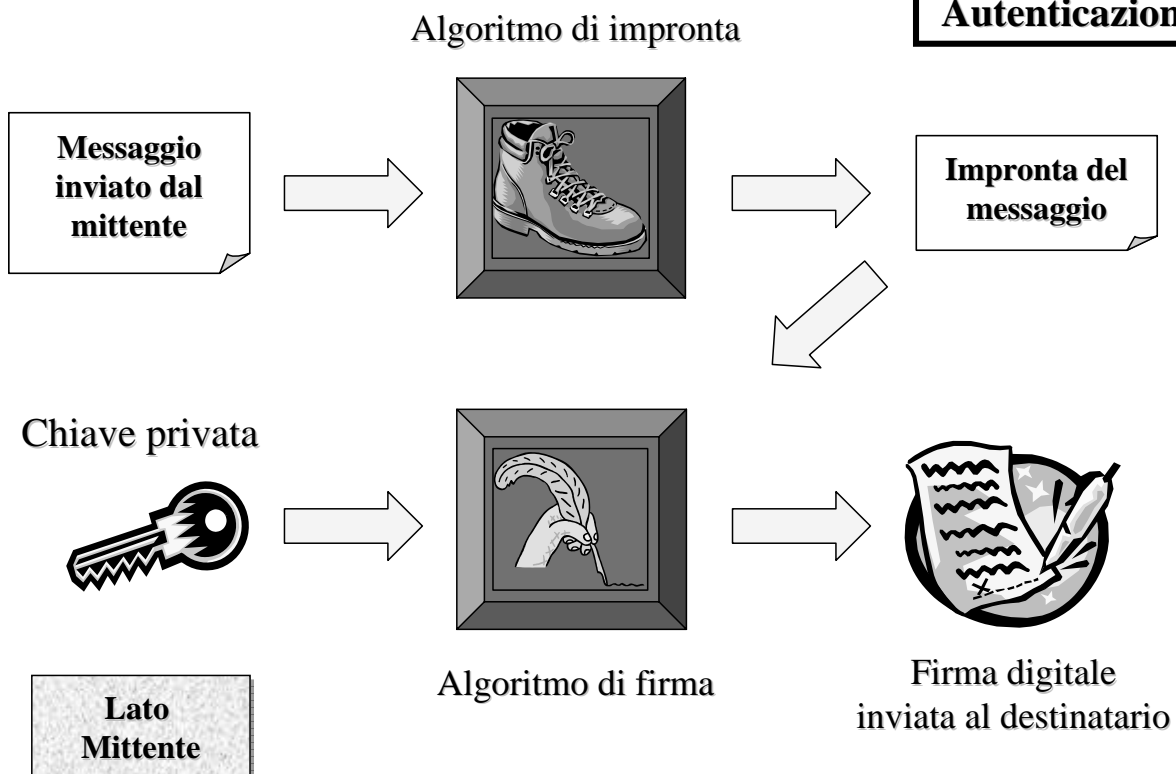 Autenticazion
Algoritmo di impronta
Messaggio
inviato dal
mittente
Impronta del
messaggio
Chiave privata
Algoritmo di firma
Firma digitale
inviata al destinatario
Lato
Mittente